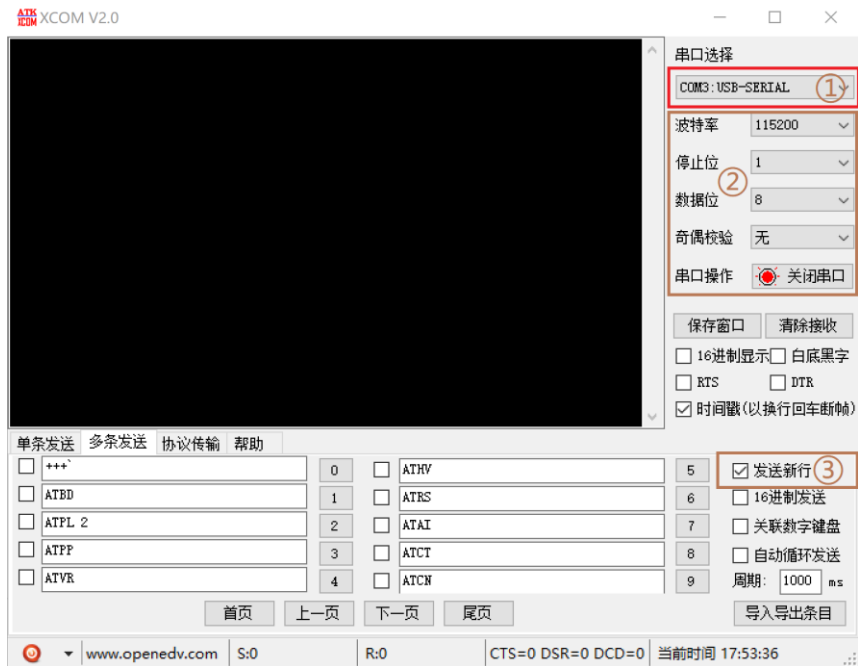 ATK XCOM XCOM V2.0
串口选择
COM3:USB-SERIAL ①
波特率 115200
停止位 1
②
数据位 8
奇偶校验 无
串口操作 关闭串口
保存窗口 清除接收
16进制显示 白底黑字
RTS DTR
时间戳(以换行回车断帧)
单条发送 多条发送 协议传输 帮助
+++` 0 ATHV 5 发送新行 ③
ATBD 1 ATRS 6 16进制发送
ATPL 2 2 ATAI 7 关联数字键盘
ATPP 3 ATCT 8 自动循环发送
ATVR 4 ATCN 9 周期: 1000 ms
首页 上一页 下一页 尾页 导入导出条目
www.openedv.com S:0 R:0 CTS=0 DSR=0 DCD=0 当前时间 17:53:36